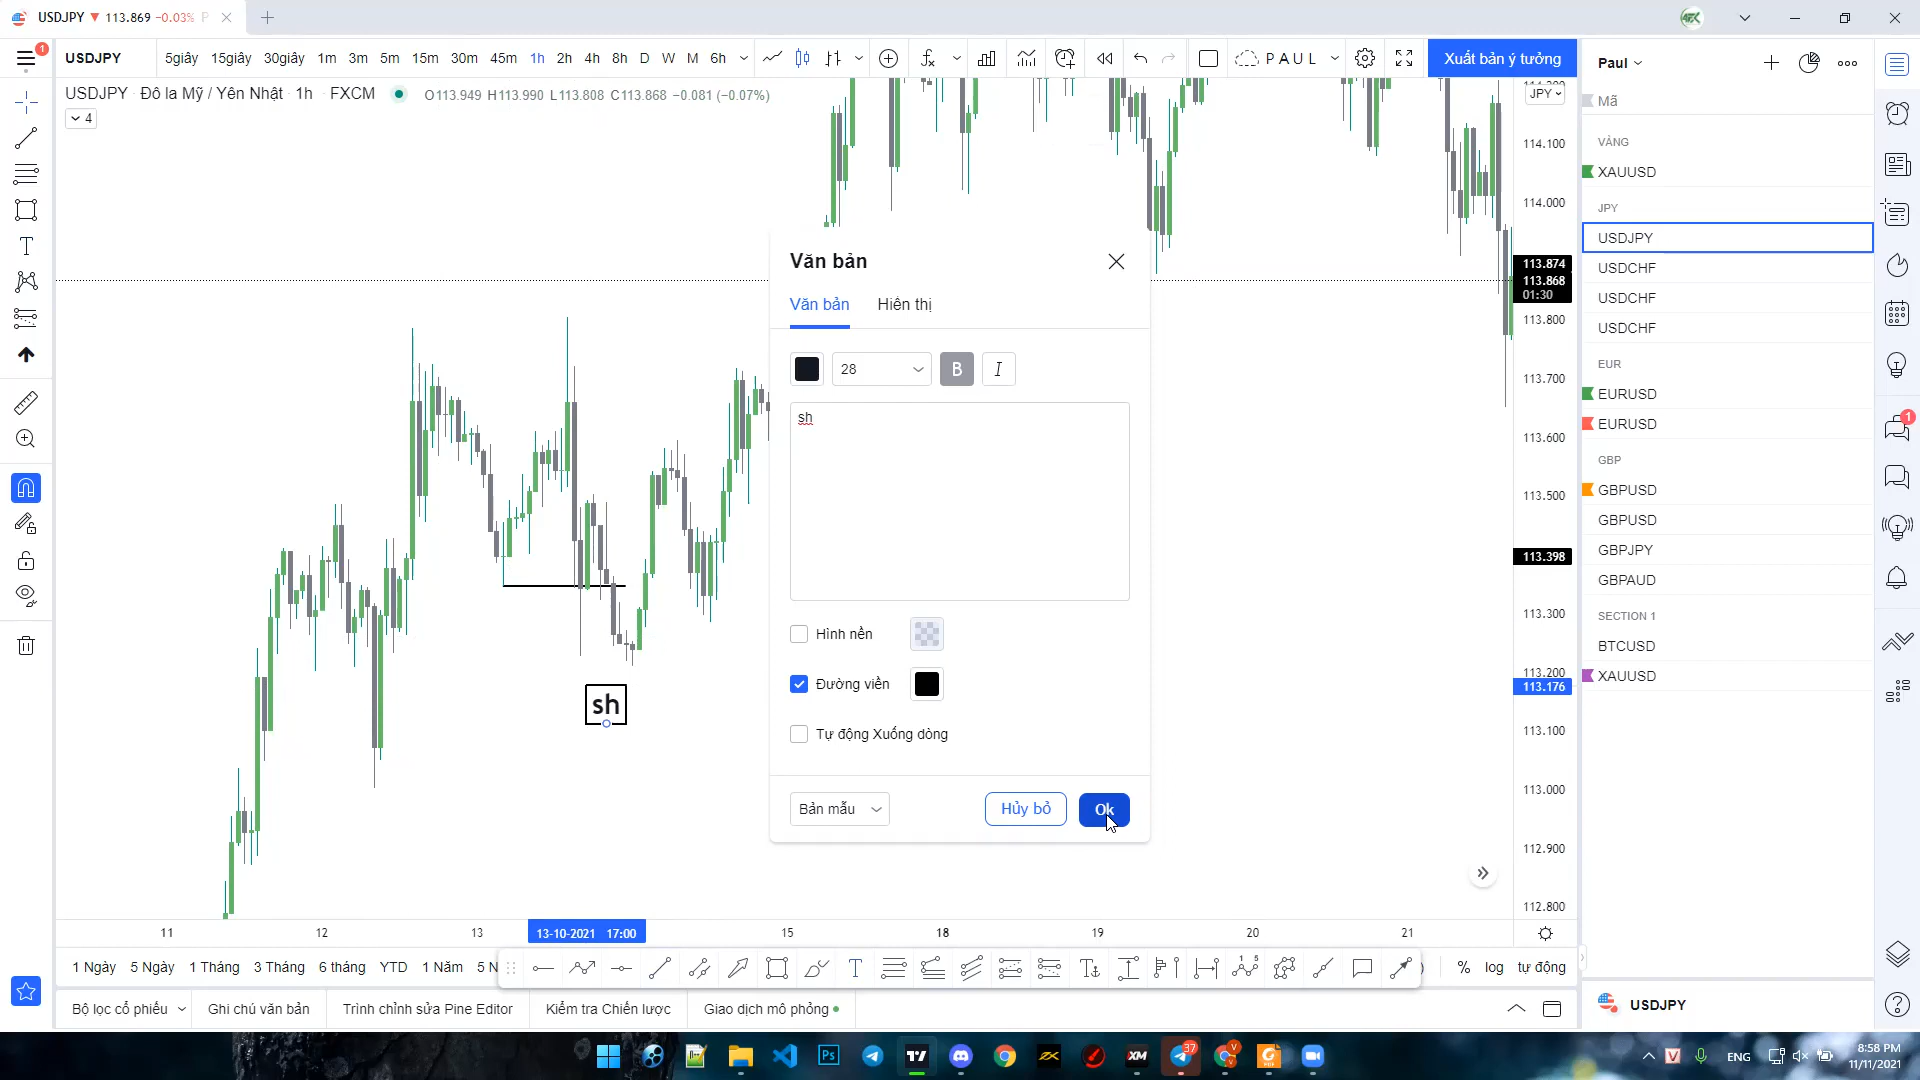 USDJPY ▼ 113.869 −0.03% P
USDJPY
5giây 15giây 30giây 1m 3m 5m 15m 30m 45m 1h 2h 4h 8h D W M 6h
PAUL
Xuất bản ý tưởng
Paul
USDJPY Đô la Mỹ / Yên Nhật 1h · FXCM O113.949 H113.990 L113.808 C113.868 −0.081 (−0.07%)
4
JPY
Mã
VÀNG
XAUUSD
JPY
USDJPY
USDCHF
USDCHF
USDCHF
EUR
EURUSD
EURUSD
GBP
GBPUSD
GBPUSD
GBPJPY
GBPAUD
SECTION 1
BTCUSD
XAUUSD
114.100
114.000
113.874
113.868
01:30
113.800
113.700
113.600
113.500
113.398
113.300
113.200
113.176
113.100
113.000
112.900
112.800
Văn bản
Văn bản Hiển thị
28 B I
sh
Hình nền
Đường viền
Tự động Xuống dòng
Bản mẫu Hủy bỏ Ok
sh
11 12 13 13-10-2021 17:00 15 18 19 20 21
1 Ngày 5 Ngày 1 Tháng 3 Tháng 6 tháng YTD 1 Năm 5 N
% log tự động
Bộ lọc cổ phiếu Ghi chú văn bản Trình chỉnh sửa Pine Editor Kiểm tra Chiến lược Giao dịch mô phỏng
USDJPY
37
ENG
8:58 PM
11/11/2021